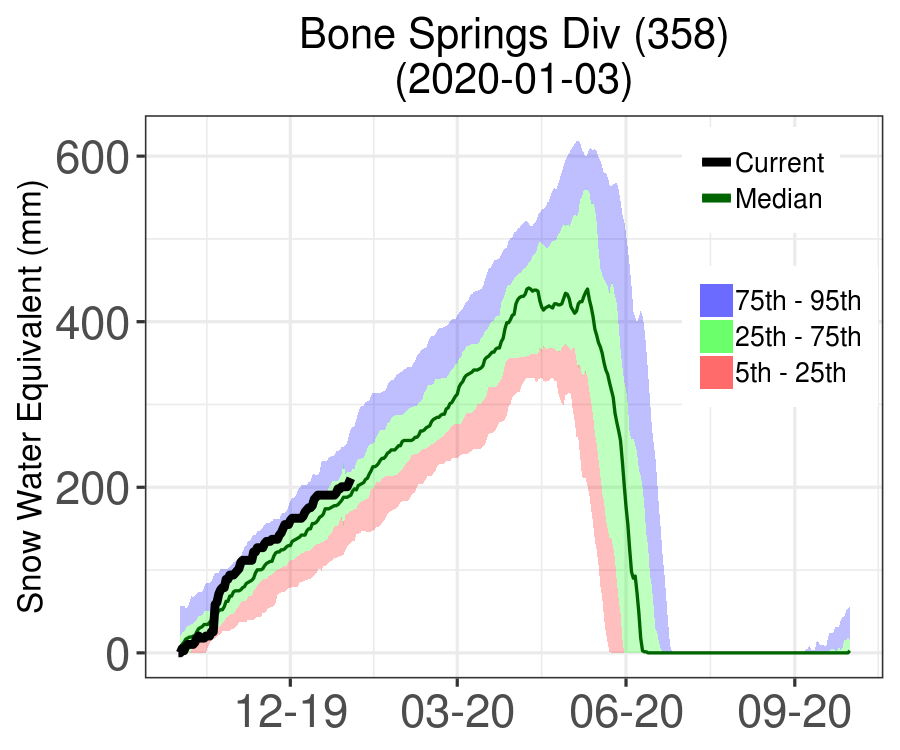 Bone Springs Div (358)
(2020-01-03)
Snow Water Equivalent (mm)
600
400
200
0
12-19
03-20
06-20
09-20
Current
Median
75th - 95th
25th - 75th
5th - 25th